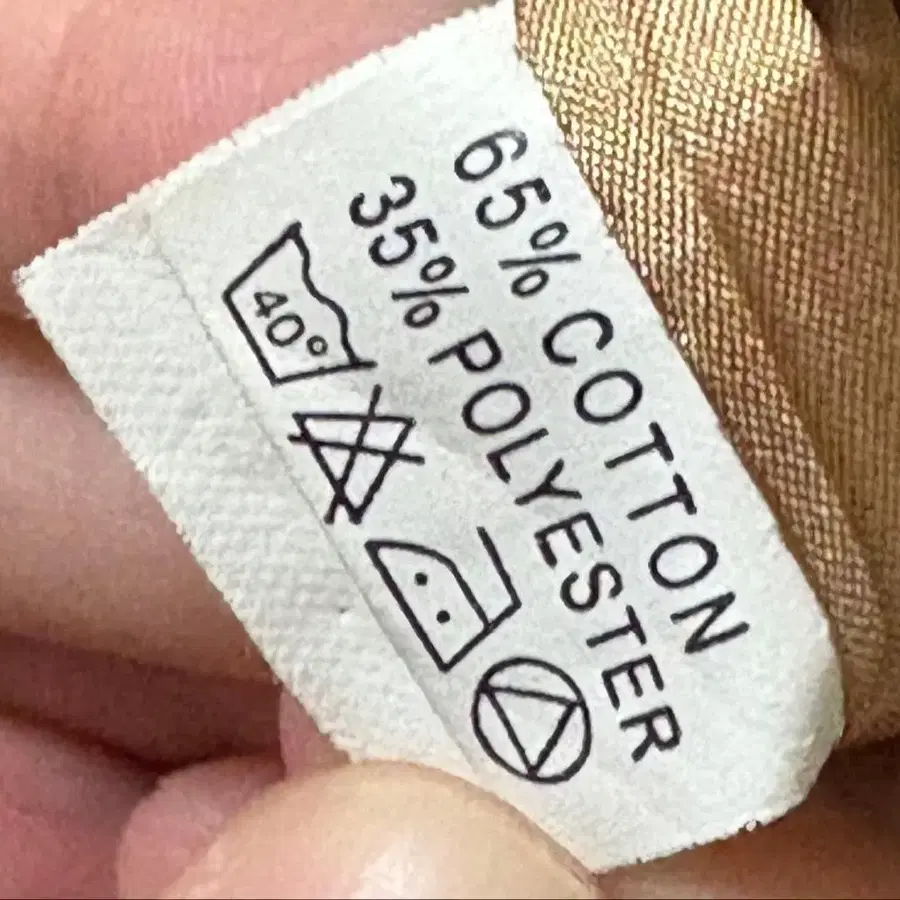 65% COTTON
35% POLYESTER
40°